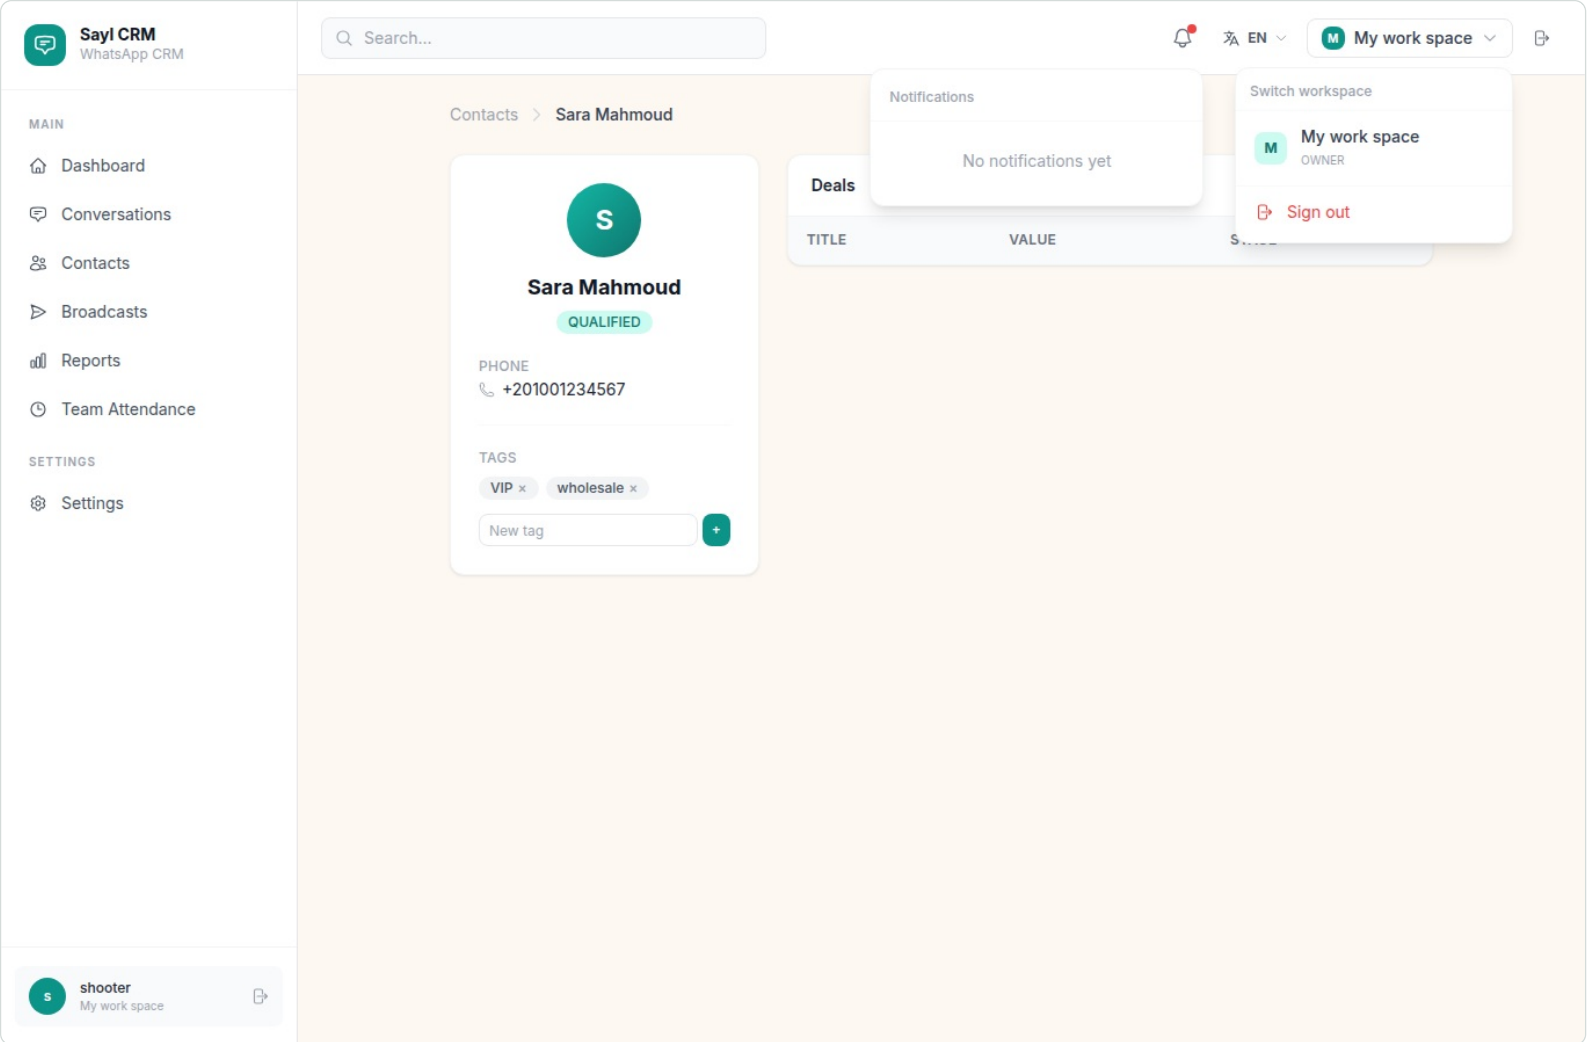 Sayl CRM
WhatsApp CRM
MAIN
Dashboard
Conversations
Contacts
Broadcasts
Reports
Team Attendance
SETTINGS
Settings
shooter
My work space
s
Search...
EN
M My work space
Contacts > Sara Mahmoud
S
Sara Mahmoud
QUALIFIED
PHONE
+201001234567
TAGS
VIP × wholesale ×
New tag +
Deals
TITLE VALUE
Notifications
No notifications yet
Switch workspace
M
My work space
OWNER
Sign out